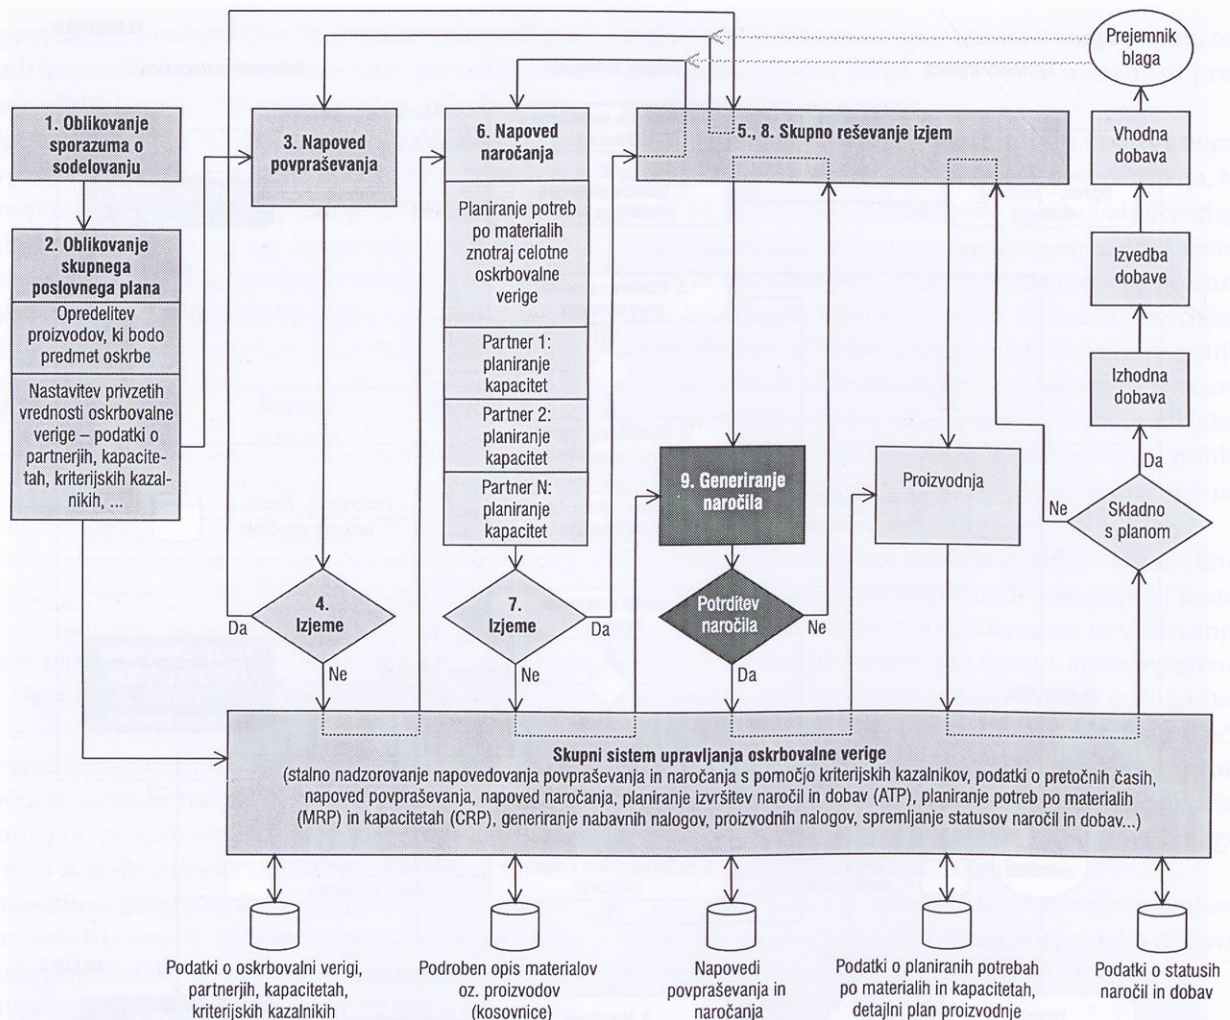 Prejemnik
blaga
1. Oblikovanje
sporazuma o
sodelovanju
3. Napoved
povpraševanja
6. Napoved
naročanja
5., 8. Skupno reševanje izjem
Vhodna
dobava
Planiranje potreb
po materialih
znotraj celotne
oskrbovalne
verige
2. Oblikovanje
skupnega
poslovnega plana
Izvedba
dobave
Opredelitev
proizvodov, ki bodo
predmet oskrbe
Partner 1:
planiranje
kapacitet
Izhodna
dobava
Nastavitev privzetih
vrednosti oskrbovalne
verige – podatki o
partnerjih, kapacite-
tah, kriterijskih kazal-
nikih, ...
Partner 2:
planiranje
kapacitet
Partner N:
planiranje
kapacitet
9. Generiranje
naročila
Proizvodnja
Da
Ne
Skladno
s planom
4.
Izjeme
Da
7.
Izjeme
Da
Potrditev
naročila
Ne
Ne
Ne
Da
Skupni sistem upravljanja oskrbovalne verige
(stalno nadzorovanje napovedovanja povpraševanja in naročanja s pomočjo kriterijskih kazalnikov, podatki o pretočnih časih,
napoved povpraševanja, napoved naročanja, planiranje izvršitev naročil in dobav (ATP), planiranje potreb po materialih
(MRP) in kapacitetah (CRP), generiranje nabavnih nalogov, proizvodnih nalogov, spremljanje statusov naročil in dobav...)
Podatki o oskrbovalni verigi,
partnerjih, kapacitetah,
kriterijskih kazalnikih
Podroben opis materialov
oz. proizvodov
(kosovnice)
Napovedi
povpraševanja in
naročanja
Podatki o planiranih potrebah
po materialih in kapacitetah,
detajlni plan proizvodnje
Podatki o statusih
naročil in dobav